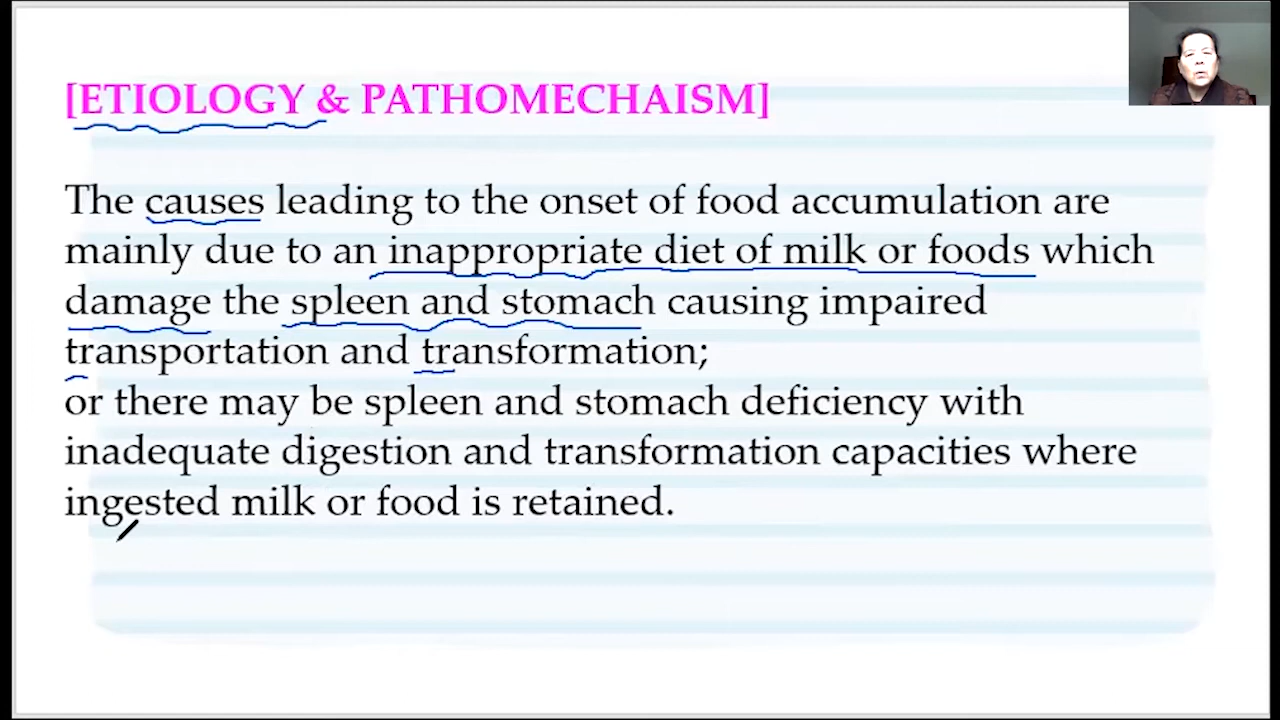 [ETIOLOGY & PATHOMECHAISM]
The causes leading to the onset of food accumulation are
mainly due to an inappropriate diet of milk or foods which
damage the spleen and stomach causing impaired
transportation and transformation;
or there may be spleen and stomach deficiency with
inadequate digestion and transformation capacities where
ingested milk or food is retained.